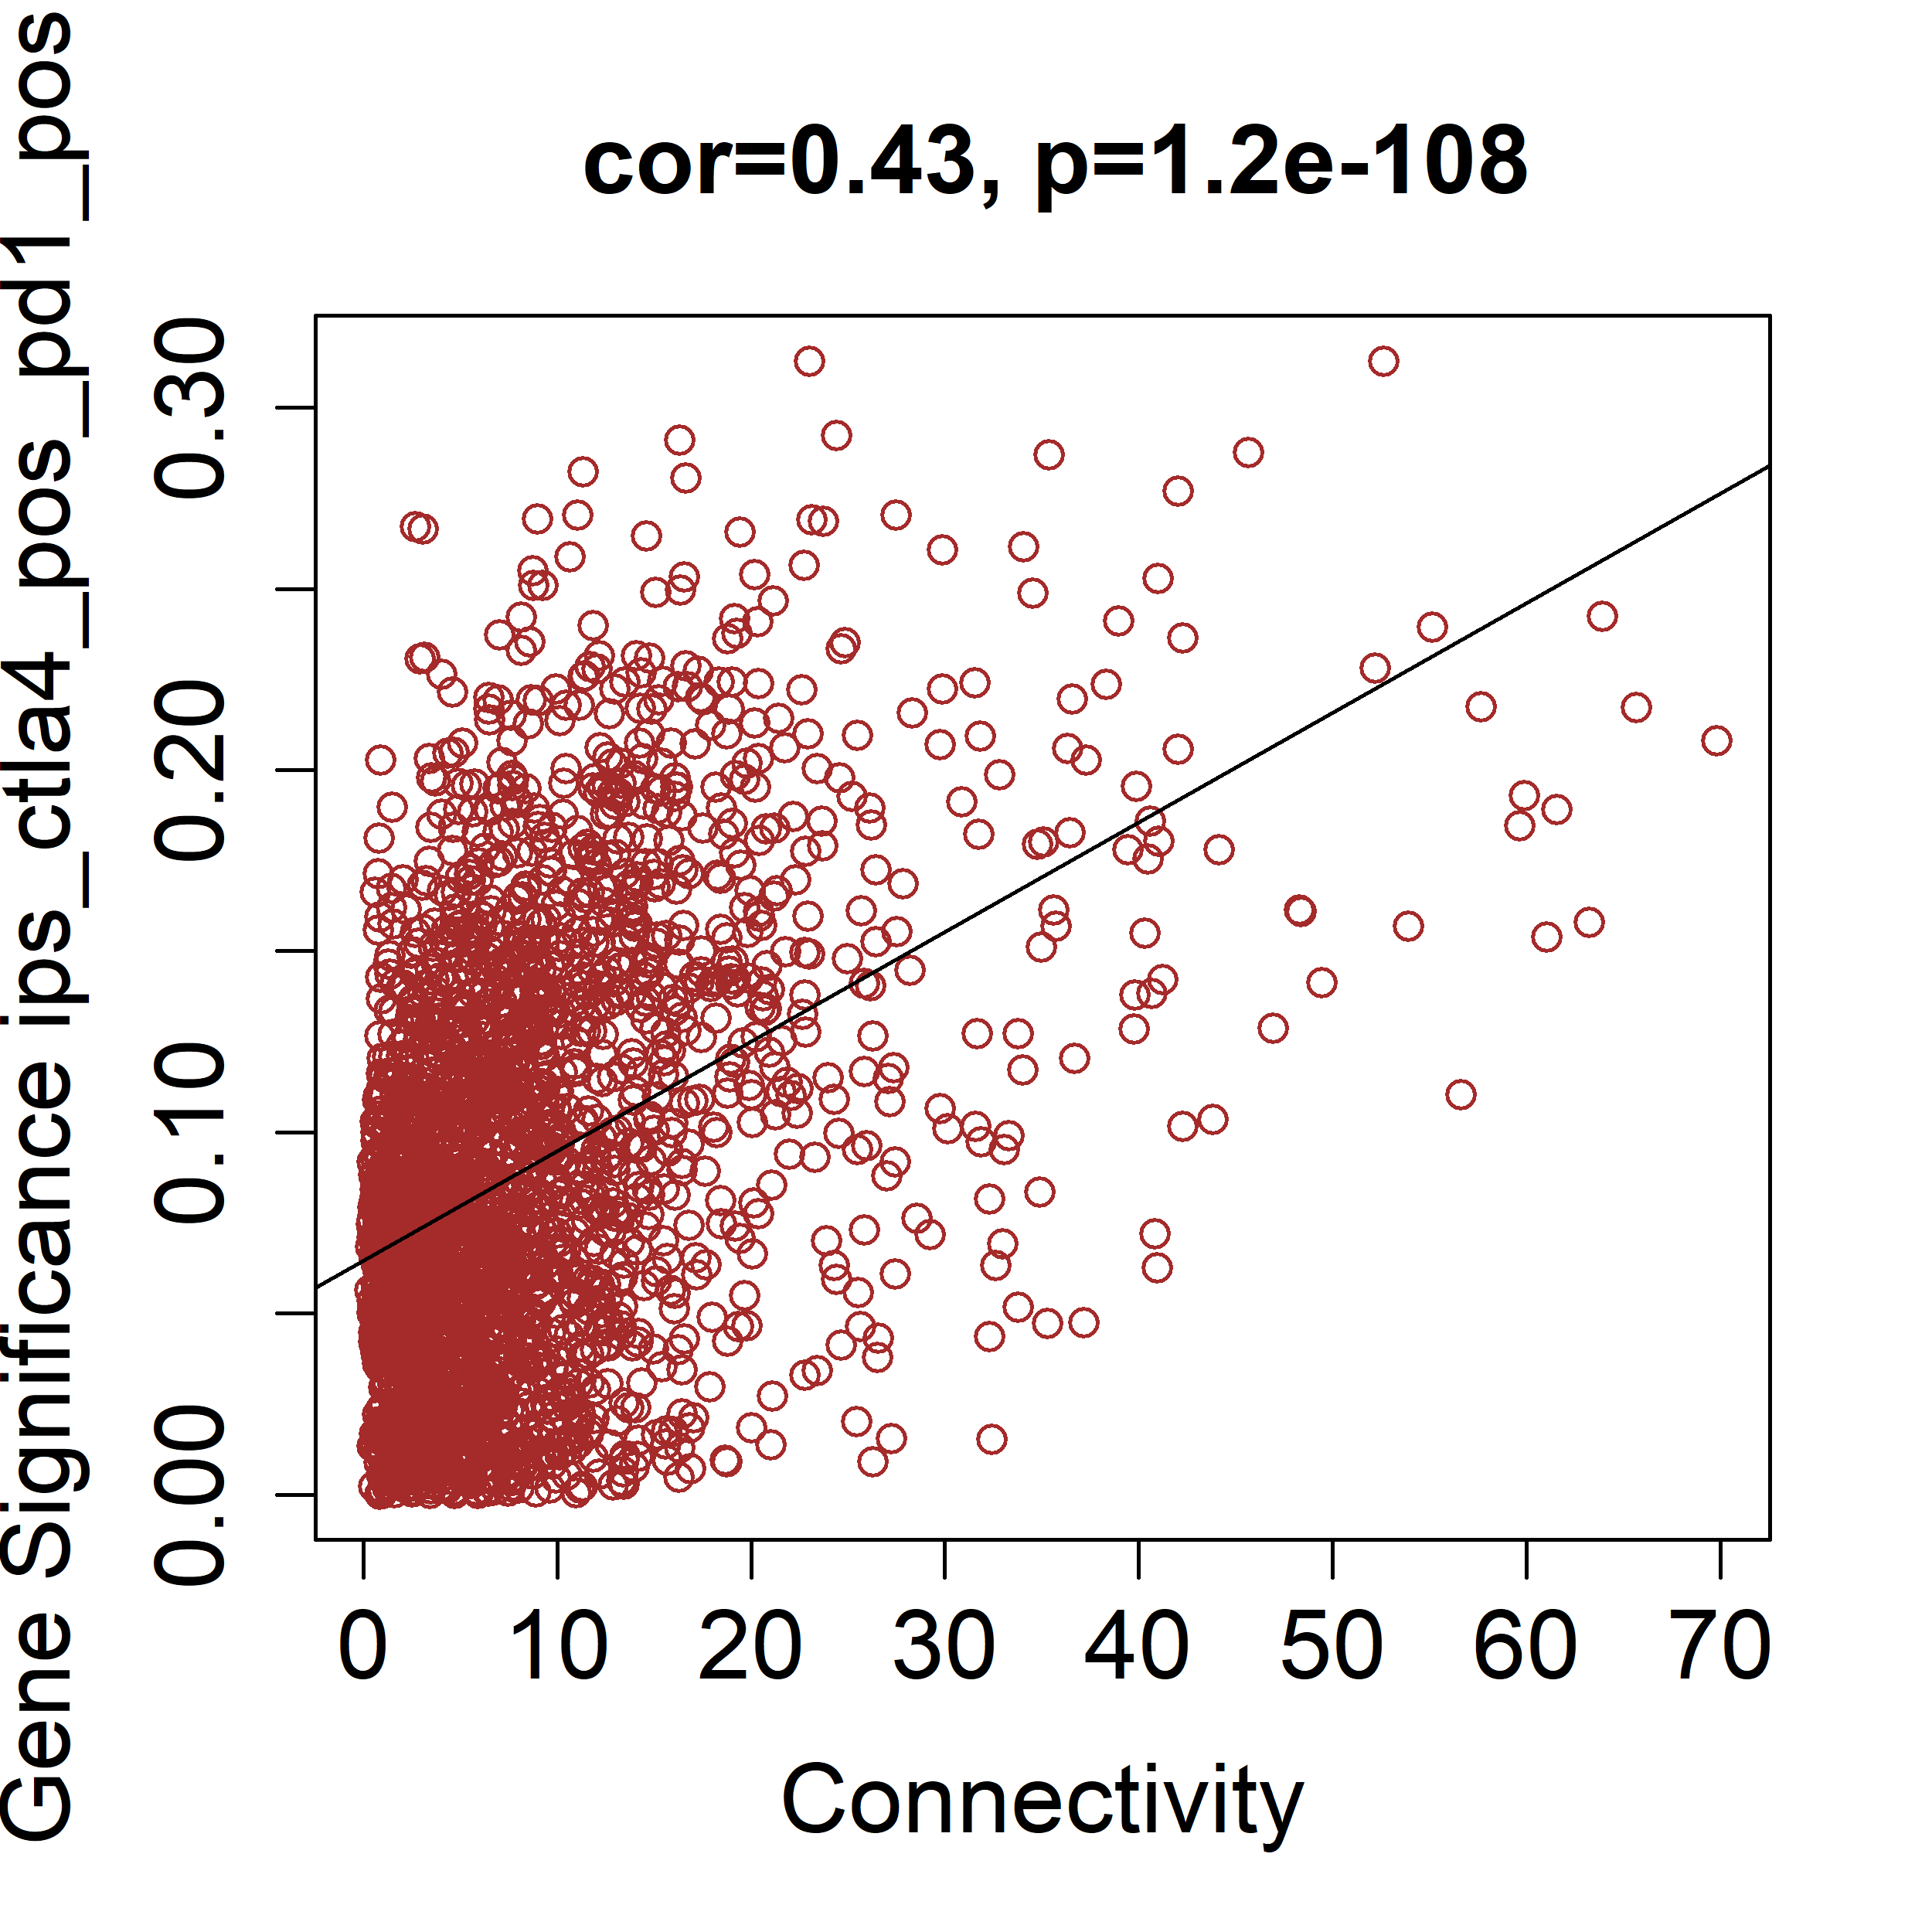 cor=0.43, p=1.2e-108
Gene Significance ips_ctla4_pos_pd1_pos
0.30
0.20
0.10
0.00
0 10 20 30 40 50 60 70
Connectivity